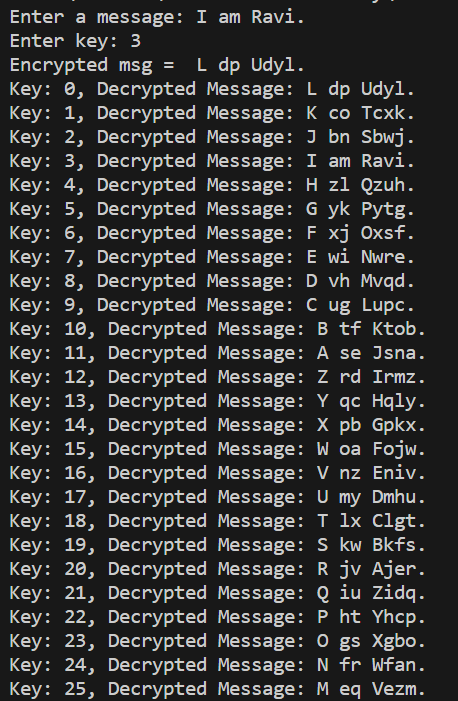 Enter a message: I am Ravi.
Enter key: 3
Encrypted msg =  L dp Udyl.
Key: 0, Decrypted Message: L dp Udyl.
Key: 1, Decrypted Message: K co Tcxk.
Key: 2, Decrypted Message: J bn Sbwj.
Key: 3, Decrypted Message: I am Ravi.
Key: 4, Decrypted Message: H zl Qzuh.
Key: 5, Decrypted Message: G yk Pytg.
Key: 6, Decrypted Message: F xj Oxsf.
Key: 7, Decrypted Message: E wi Nwre.
Key: 8, Decrypted Message: D vh Mvqd.
Key: 9, Decrypted Message: C ug Lupc.
Key: 10, Decrypted Message: B tf Ktob.
Key: 11, Decrypted Message: A se Jsna.
Key: 12, Decrypted Message: Z rd Irmz.
Key: 13, Decrypted Message: Y qc Hqly.
Key: 14, Decrypted Message: X pb Gpkx.
Key: 15, Decrypted Message: W oa Fojw.
Key: 16, Decrypted Message: V nz Eniv.
Key: 17, Decrypted Message: U my Dmhu.
Key: 18, Decrypted Message: T lx Clgt.
Key: 19, Decrypted Message: S kw Bkfs.
Key: 20, Decrypted Message: R jv Ajer.
Key: 21, Decrypted Message: Q iu Zidq.
Key: 22, Decrypted Message: P ht Yhcp.
Key: 23, Decrypted Message: O gs Xgbo.
Key: 24, Decrypted Message: N fr Wfan.
Key: 25, Decrypted Message: M eq Vezm.